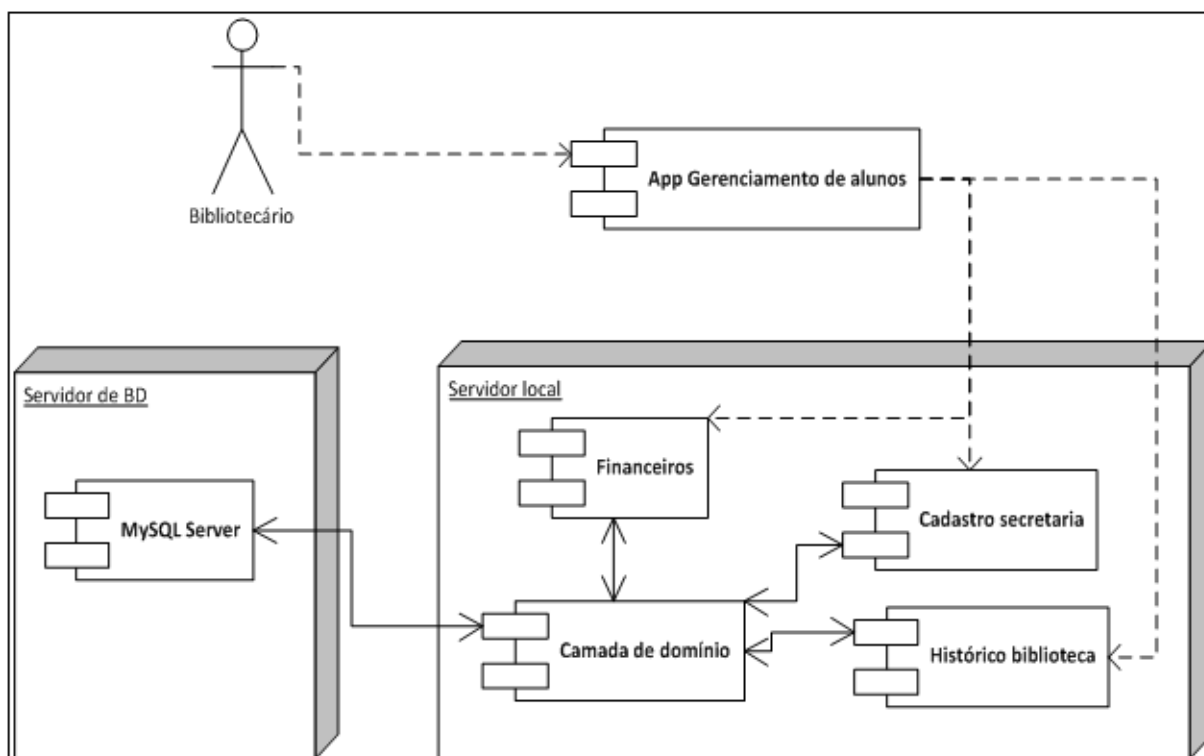 Bibliotecário
App Gerenciamento de alunos
Servidor de BD
Servidor local
Financeiros
MySQL Server
Cadastro secretaria
Camada de domínio
Histórico biblioteca